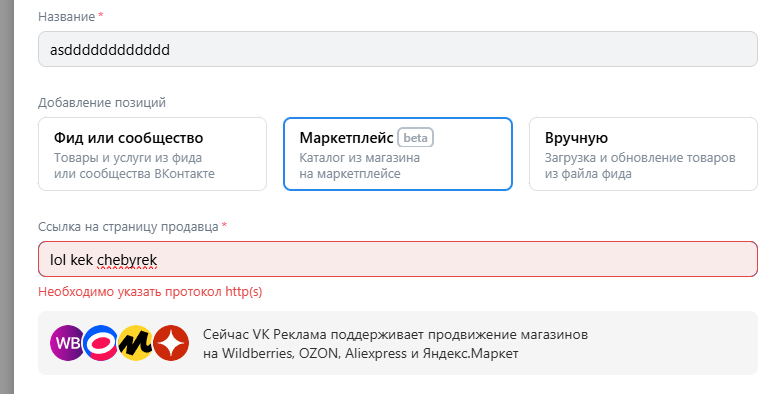 Название *
asdddddddddddd
Добавление позиций
Фид или сообщество
Товары и услуги из фида
или сообщества ВКонтакте
Маркетплейс beta
Каталог из магазина
на маркетплейсе
Вручную
Загрузка и обновление товаров
из файла фида
Ссылка на страницу продавца *
lol kek chebyrek
Необходимо указать протокол http(s)
WB
Сейчас VK Реклама поддерживает продвижение магазинов
на Wildberries, OZON, Aliexpress и Яндекс.Маркет